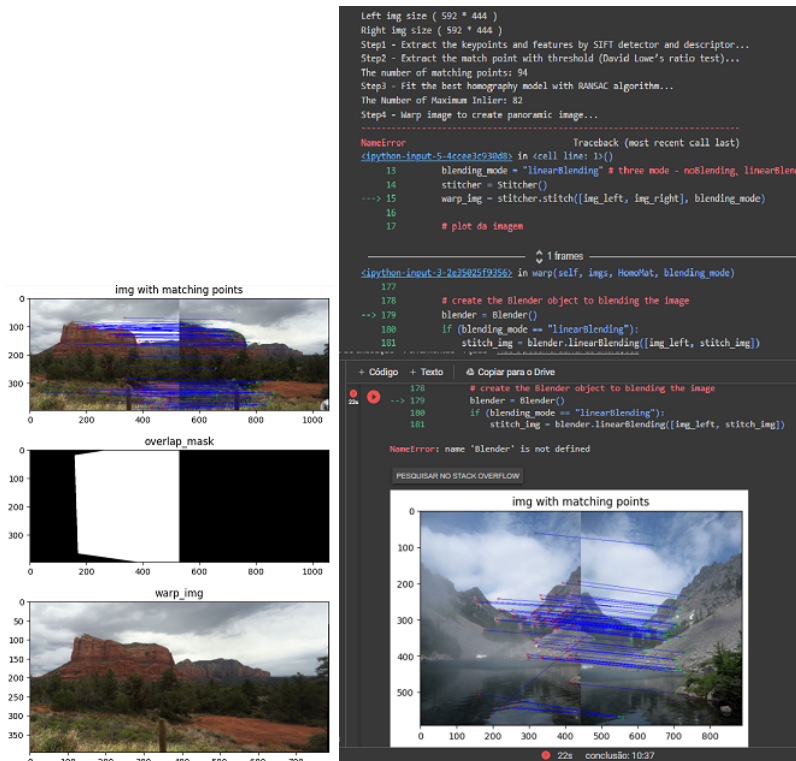 Left img size ( 592 * 444 )
Right img size ( 592 * 444 )
Step1 - Extract the keypoints and features by SIFT detector and descriptor...
Step2 - Extract the match point with threshold (David Lowe's ratio test)...
The number of matching points: 94
Step3 - Fit the best homography model with RANSAC algorithm...
The Number of Maximum Inlier: 82
Step4 - Warp image to create panoramic image...
NameError Traceback (most recent call last)
<ipython-input-5-4ccee3c930d8> in <cell line: 1>()
13 blending_mode = "linearBlending" # three mode - noBlending, linearBlen
14 stitcher = Stitcher()
---> 15 warp_img = stitcher.stitch([img_left, img_right], blending_mode)
16
17 # plot da imagem
1 frames
<ipython-input-3-2e35025f9356> in warp(self, imgs, HomoMat, blending_mode)
177
178 # create the Blender object to blending the image
--> 179 blender = Blender()
180 if (blending_mode == "linearBlending"):
181 stitch_img = blender.linearBlending([img_left, stitch_img])
+ Código + Texto Copiar para o Drive
178 # create the Blender object to blending the image
--> 179 blender = Blender()
180 if (blending_mode == "linearBlending"):
181 stitch_img = blender.linearBlending([img_left, stitch_img])
22s
NameError: name 'Blender' is not defined
PESQUISAR NO STACK OVERFLOW
img with matching points
0
100
200
300
400
500
0 100 200 300 400 500 600 700 800
22s conclusão: 10:37
img with matching points
0
100
200
300
0 200 400 600 800 1000
overlap_mask
0
100
200
300
0 200 400 600 800 1000
warp_img
0
50
100
150
200
250
300
350
0 100 200 300 400 500 600 700